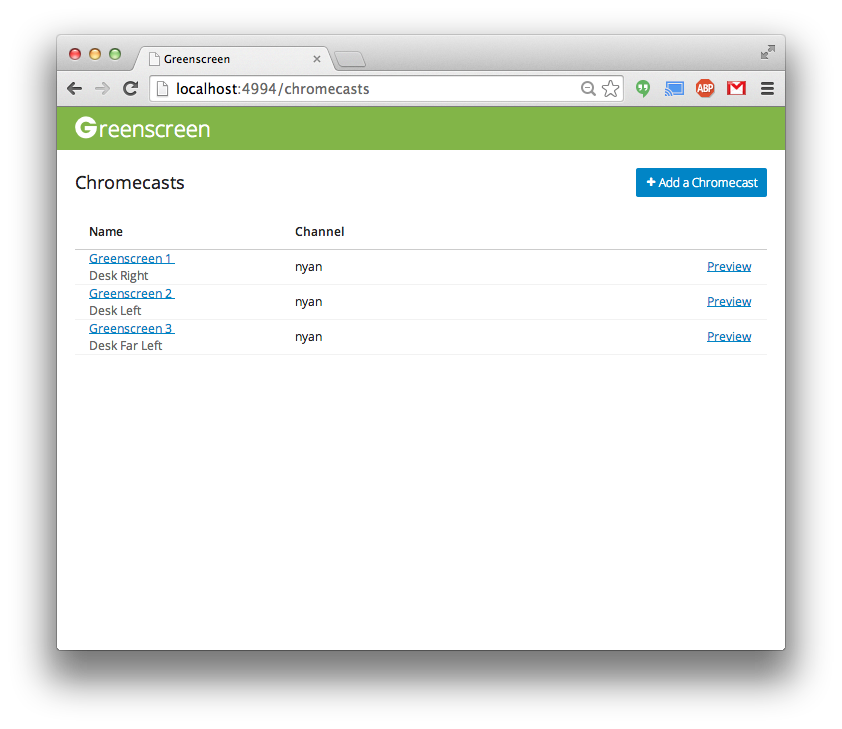 Greenscreen
localhost:4994/chromecasts
ABP
Greenscreen
Chromecasts
+ Add a Chromecast
Name Channel
Greenscreen 1
Desk Right
nyan Preview
Greenscreen 2
Desk Left
nyan Preview
Greenscreen 3
Desk Far Left
nyan Preview